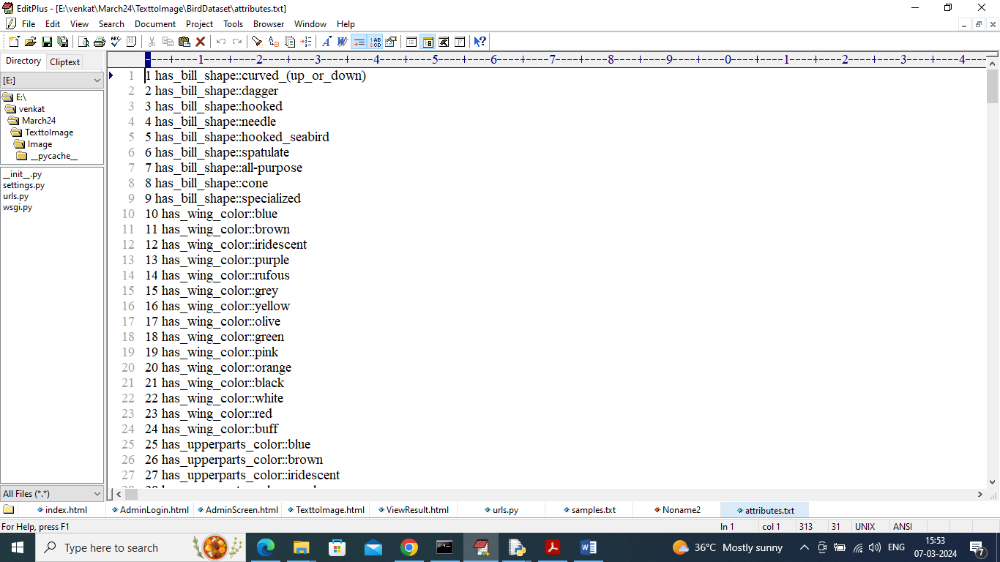 EditPlus - [E:\venkat\March24\TexttoImage\BirdDataset\attributes.txt]
File Edit View Search Document Project Tools Browser Window Help
Directory Cliptext
[E:]
E:\
venkat
March24
TexttoImage
Image
__pycache__
__init__.py
settings.py
urls.py
wsgi.py
All Files (*.*)
----+----1----+----2----+----3----+----4----+----5----+----6----+----7----+----8----+----9----+----0----+----1----+----2----+----3----+----4----
1 1 has_bill_shape::curved_(up_or_down)
2 2 has_bill_shape::dagger
3 3 has_bill_shape::hooked
4 4 has_bill_shape::needle
5 5 has_bill_shape::hooked_seabird
6 6 has_bill_shape::spatulate
7 7 has_bill_shape::all-purpose
8 8 has_bill_shape::cone
9 9 has_bill_shape::specialized
10 10 has_wing_color::blue
11 11 has_wing_color::brown
12 12 has_wing_color::iridescent
13 13 has_wing_color::purple
14 14 has_wing_color::rufous
15 15 has_wing_color::grey
16 16 has_wing_color::yellow
17 17 has_wing_color::olive
18 18 has_wing_color::green
19 19 has_wing_color::pink
20 20 has_wing_color::orange
21 21 has_wing_color::black
22 22 has_wing_color::white
23 23 has_wing_color::red
24 24 has_wing_color::buff
25 25 has_upperparts_color::blue
26 26 has_upperparts_color::brown
27 27 has_upperparts_color::iridescent
index.html AdminLogin.html AdminScreen.html TexttoImage.html ViewResult.html urls.py samples.txt Noname2 attributes.txt
For Help, press F1 ln 1 col 1 313 31 UNIX ANSI
Type here to search 36°C Mostly sunny ENG 15:53
07-03-2024 7